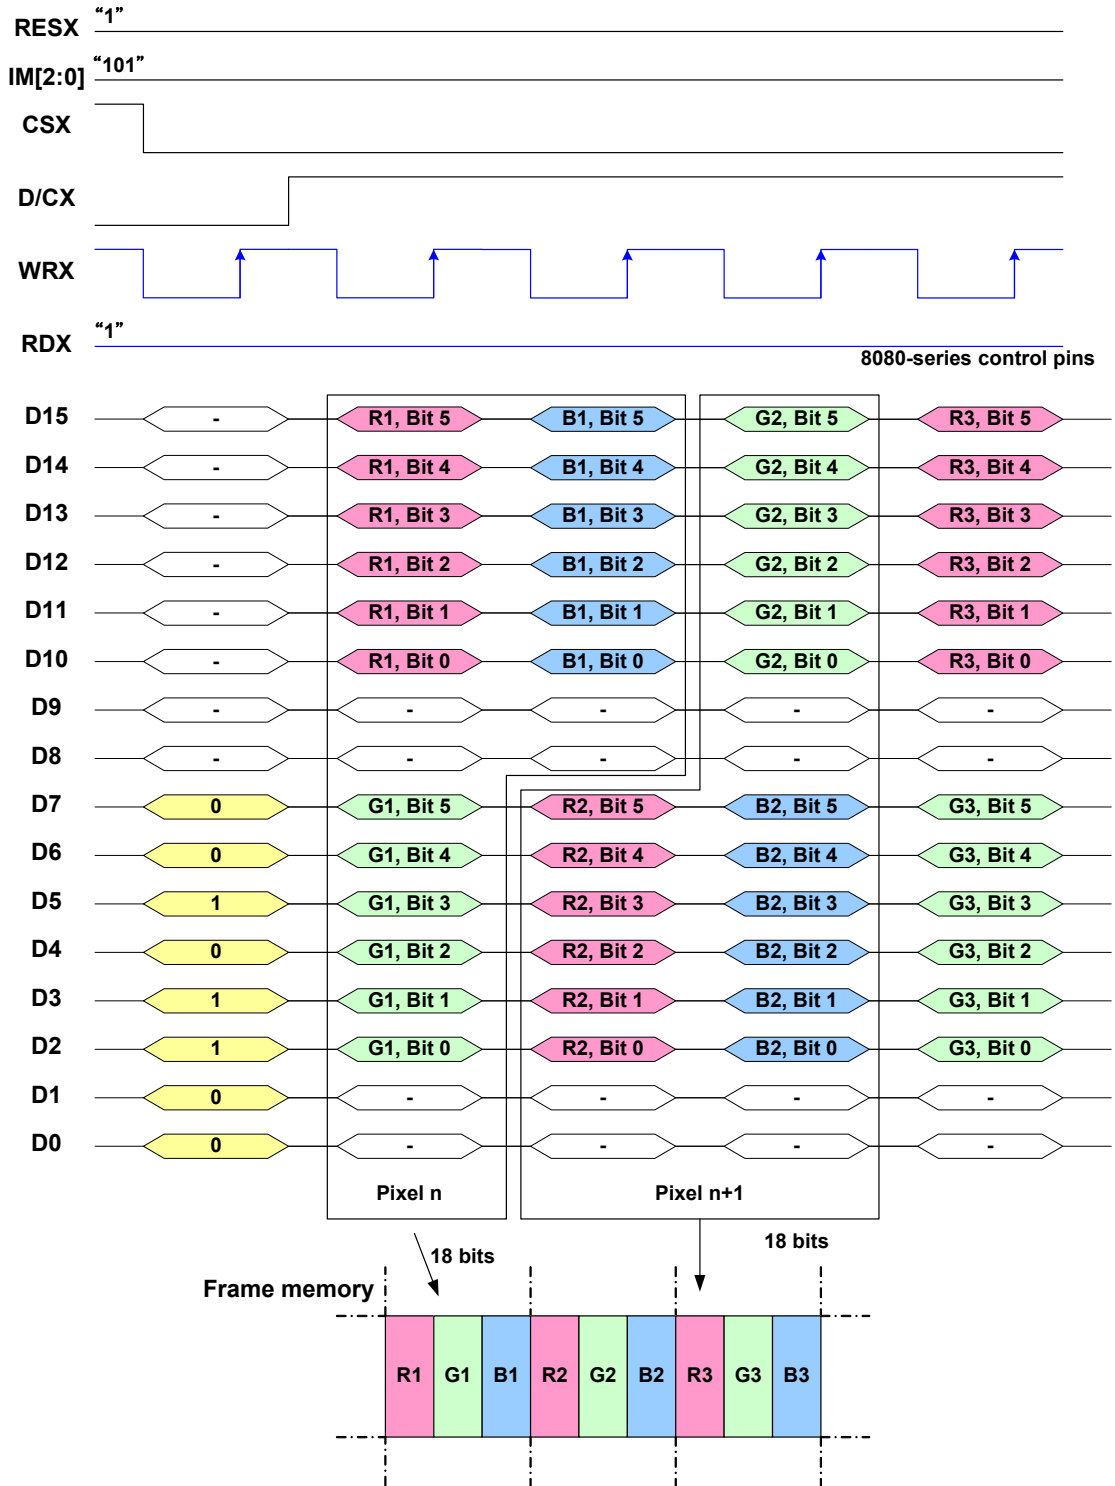 RESX “1”
IM[2:0] “101”
CSX
D/CX
WRX
RDX “1”
8080-series control pins
D15 - R1, Bit 5 B1, Bit 5 G2, Bit 5 R3, Bit 5
D14 - R1, Bit 4 B1, Bit 4 G2, Bit 4 R3, Bit 4
D13 - R1, Bit 3 B1, Bit 3 G2, Bit 3 R3, Bit 3
D12 - R1, Bit 2 B1, Bit 2 G2, Bit 2 R3, Bit 2
D11 - R1, Bit 1 B1, Bit 1 G2, Bit 1 R3, Bit 1
D10 - R1, Bit 0 B1, Bit 0 G2, Bit 0 R3, Bit 0
D9 - - - - -
D8 - - - - -
D7 0 G1, Bit 5 R2, Bit 5 B2, Bit 5 G3, Bit 5
D6 0 G1, Bit 4 R2, Bit 4 B2, Bit 4 G3, Bit 4
D5 1 G1, Bit 3 R2, Bit 3 B2, Bit 3 G3, Bit 3
D4 0 G1, Bit 2 R2, Bit 2 B2, Bit 2 G3, Bit 2
D3 1 G1, Bit 1 R2, Bit 1 B2, Bit 1 G3, Bit 1
D2 1 G1, Bit 0 R2, Bit 0 B2, Bit 0 G3, Bit 0
D1 0 - - - -
D0 0 - - - -
Pixel n Pixel n+1
18 bits 18 bits
Frame memory
R1 G1 B1 R2 G2 B2 R3 G3 B3